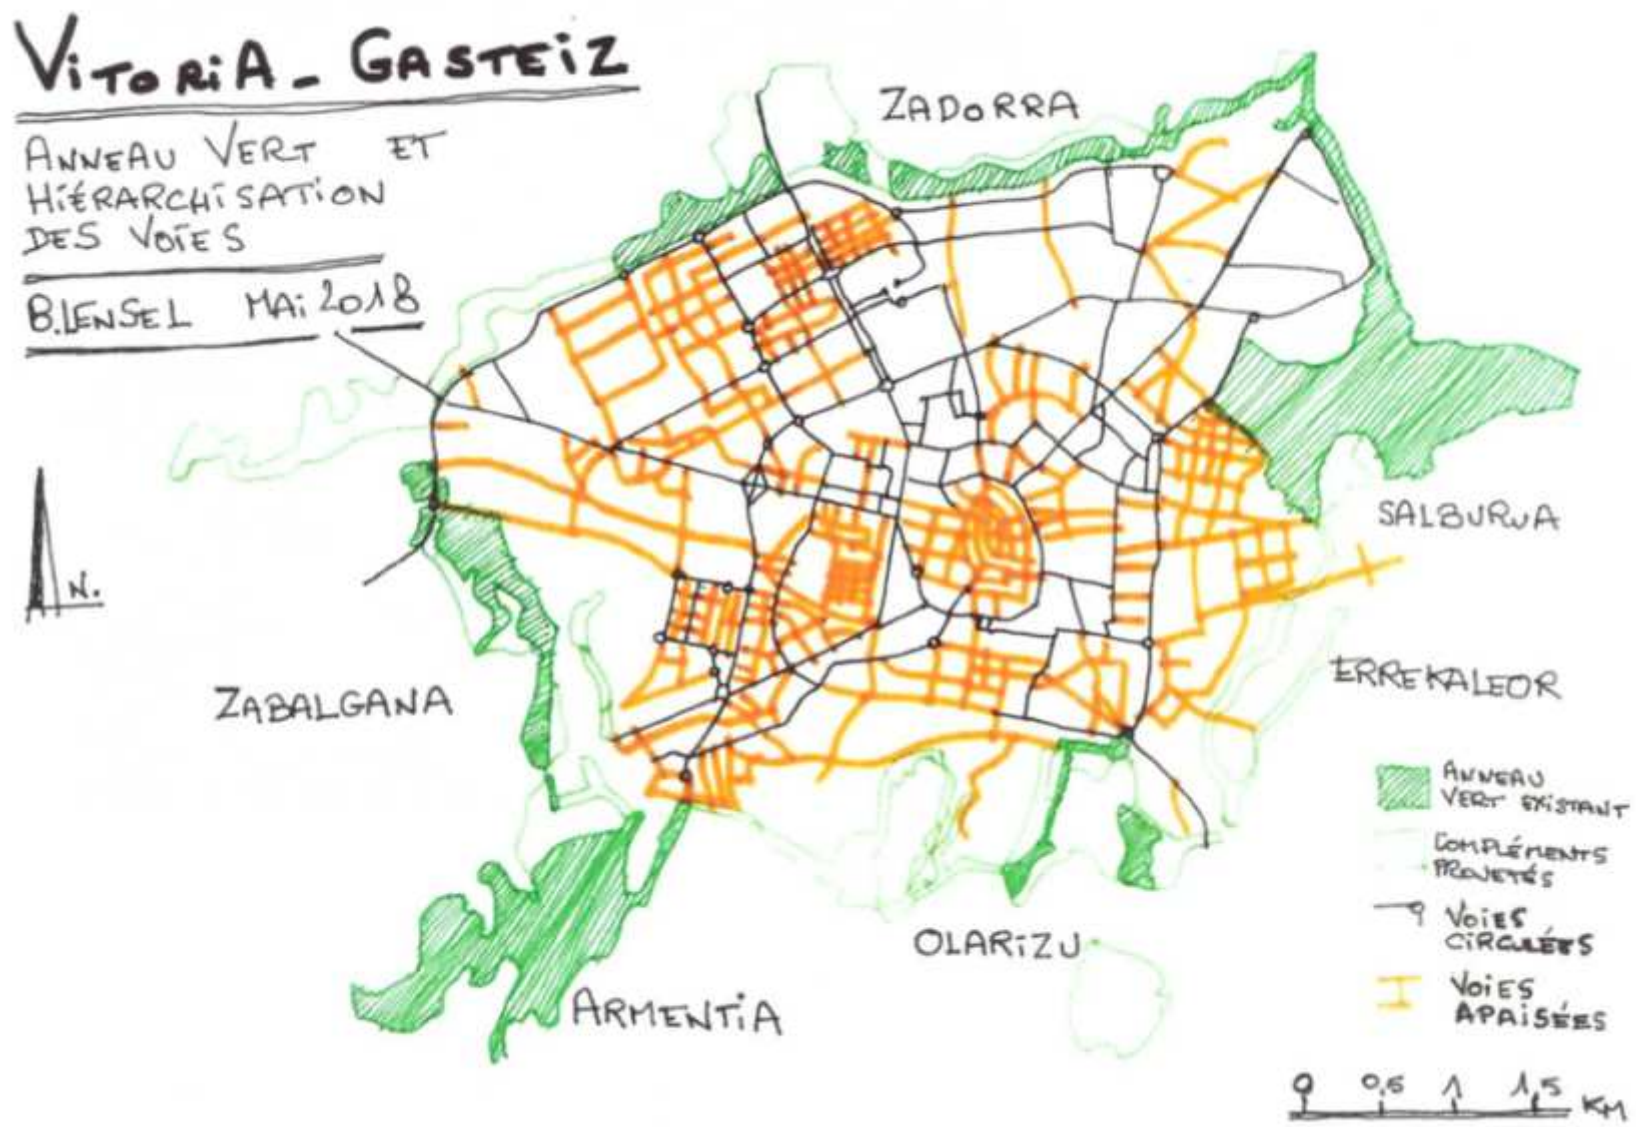 ViTORiA - GASTEiZ
ANNEAU VERT ET
HiÉRARCHiSATiON
DES VOiES
B.LENSEL MAi 2018
ZADORRA
SALBURUA
ERREKALEOR
ZABALGANA
OLARiZU
ARMENTiA
N.
ANNEAU
VERT EXiSTANT
COMPLÉMENTS
PROJETÉS
VOiES
CiRCULÉES
VOiES
APAiSÉES
0 0,5 1 1,5 KM